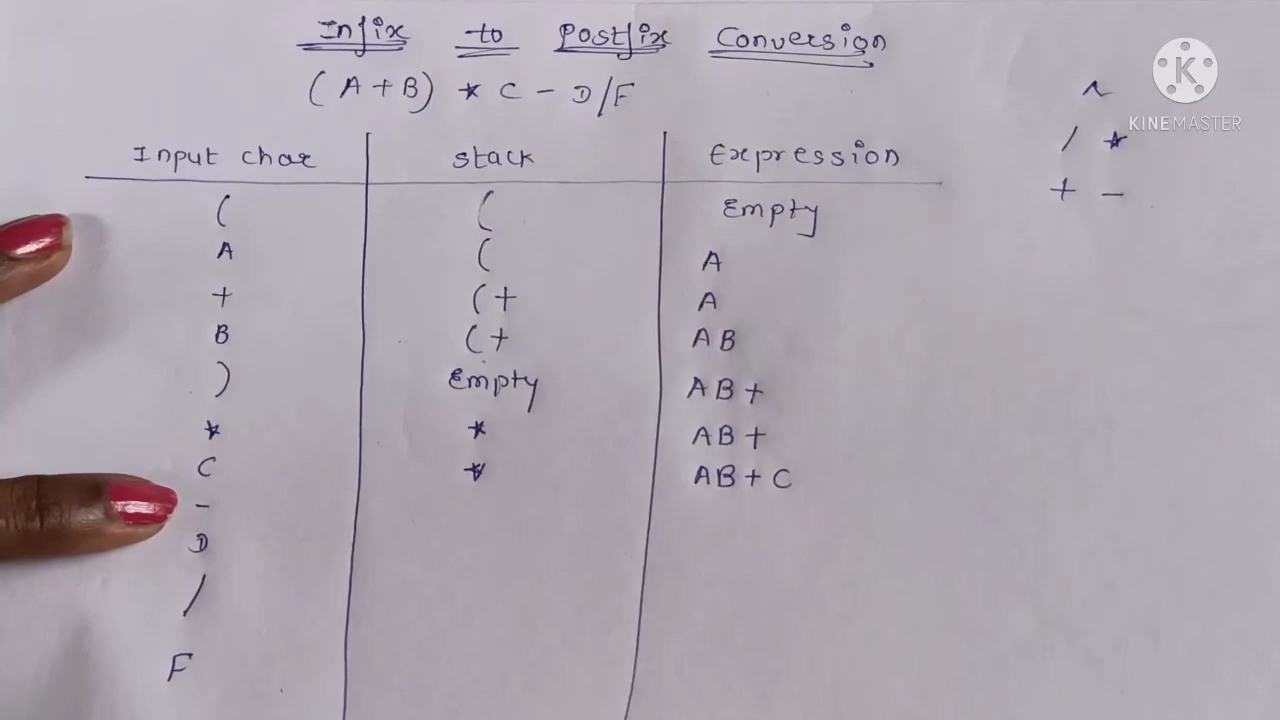 Infix to Postfix Conversion
(A+B) * C - D/F
^
/ *
+ -
K
KINEMASTER
Input char Stack Expression
( ( Empty
A ( A
+ (+ A
B (+ AB
) Empty AB+
* * AB+
C * AB+C
-
D
/
F